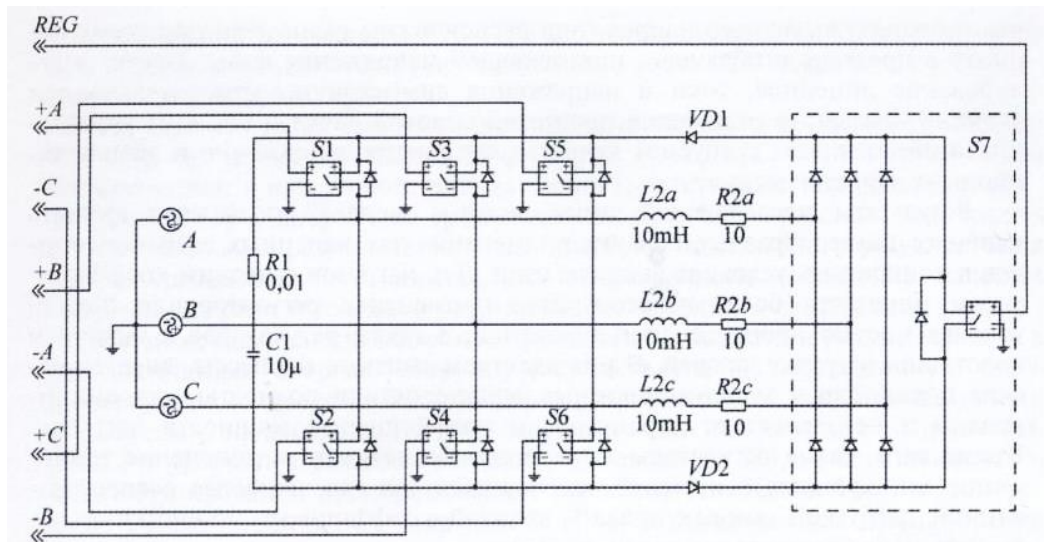 REG
+A
VD1
S7
S1 S3 S5
-C
L2a R2a
A
10mH 10
R1
0,01
+B
B
L2b R2b
10mH 10
-A
C1
10μ
L2c R2c
C
10mH 10
+C
S2 S4 S6
VD2
-B